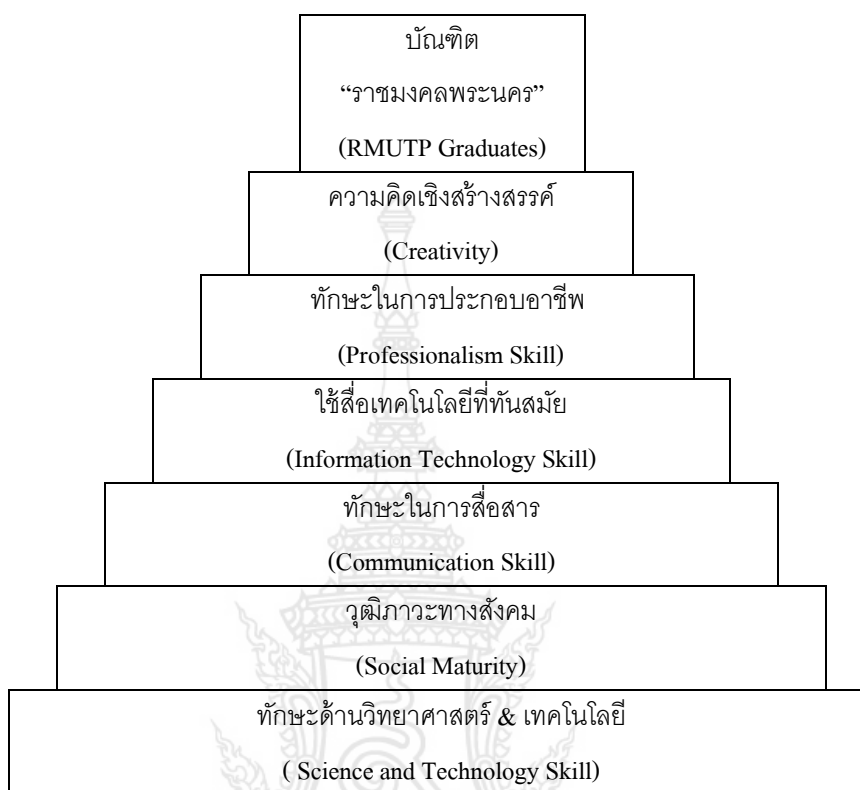 บัณฑิต
“ราชมงคลพระนคร”
(RMUTP Graduates)
ความคิดเชิงสร้างสรรค์
(Creativity)
ทักษะในการประกอบอาชีพ
(Professionalism Skill)
ใช้สื่อเทคโนโลยีที่ทันสมัย
(Information Technology Skill)
ทักษะในการสื่อสาร
(Communication Skill)
วุฒิภาวะทางสังคม
(Social Maturity)
ทักษะด้านวิทยาศาสตร์ & เทคโนโลยี
( Science and Technology Skill)